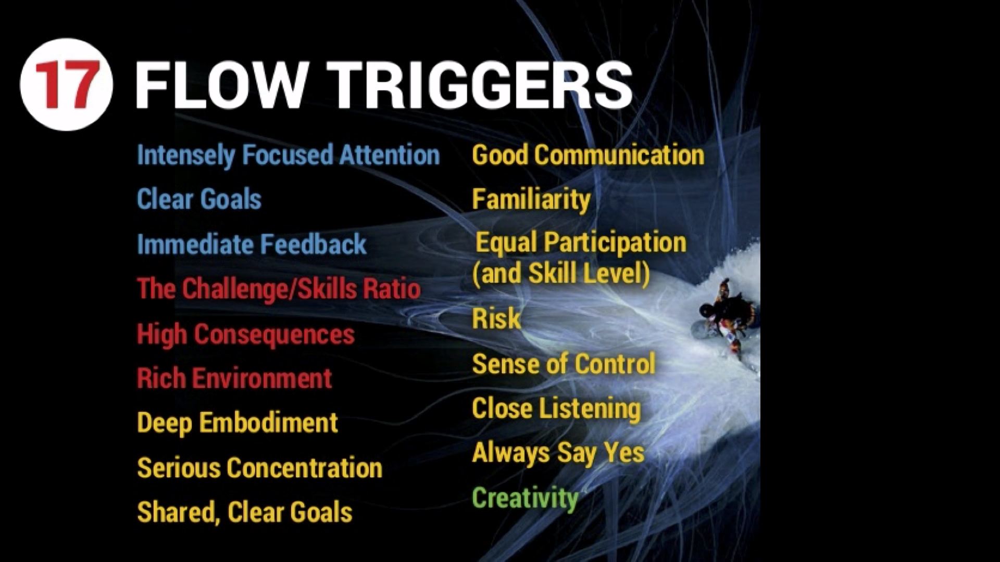 17 FLOW TRIGGERS
Intensely Focused Attention
Clear Goals
Immediate Feedback
The Challenge/Skills Ratio
High Consequences
Rich Environment
Deep Embodiment
Serious Concentration
Shared, Clear Goals
Good Communication
Familiarity
Equal Participation
(and Skill Level)
Risk
Sense of Control
Close Listening
Always Say Yes
Creativity